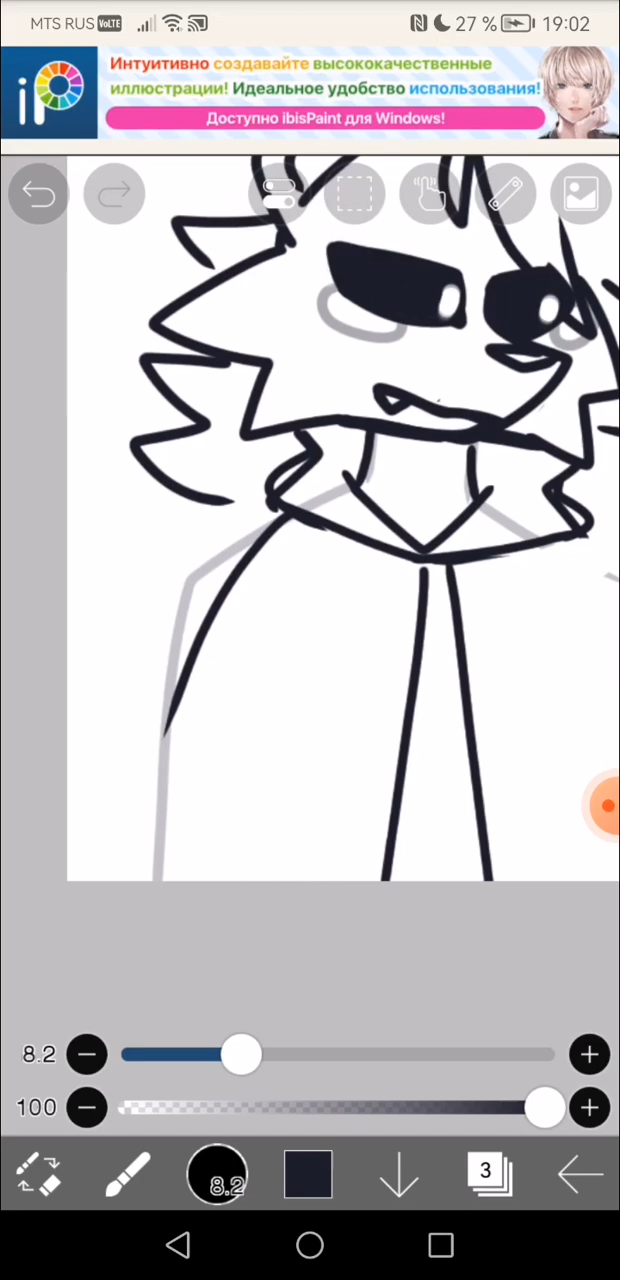 MTS RUS VoLTE 27 % 19:02
iP
Интуитивно создавайте высококачественные
иллюстрации! Идеальное удобство использования!
Доступно ibisPaint для Windows!
8.2
100
8.2
3